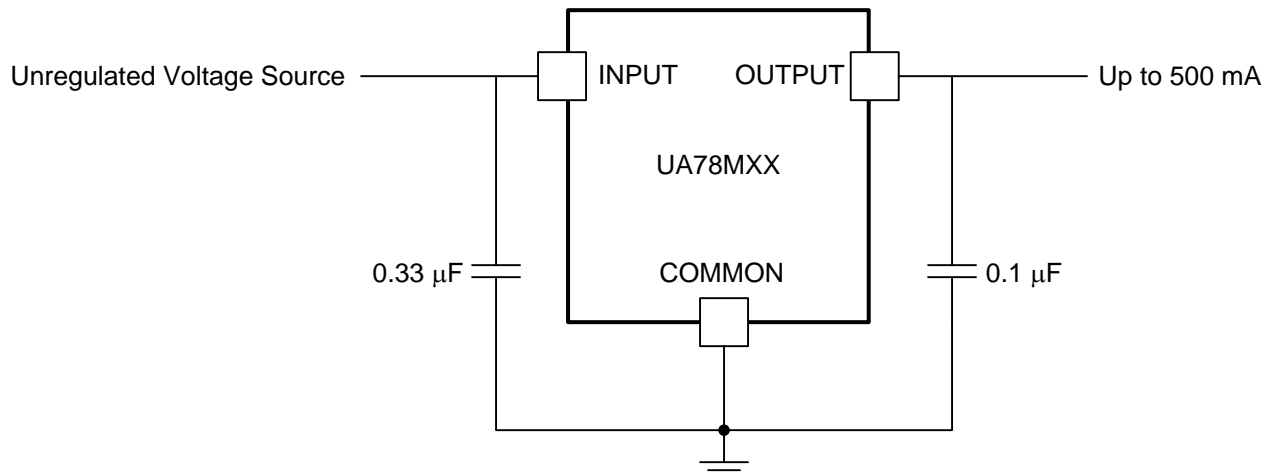 Unregulated Voltage Source
INPUT
OUTPUT
Up to 500 mA
UA78MXX
0.33 μF
COMMON
0.1 μF